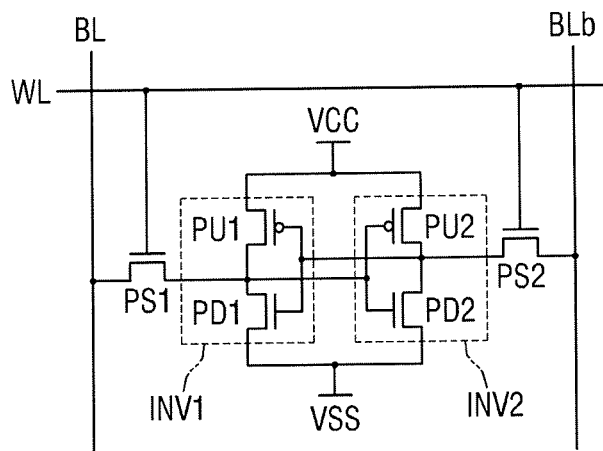 BL
BLb
WL
VCC
PU1
PU2
PS1
PS2
PD1
PD2
INV1
VSS
INV2